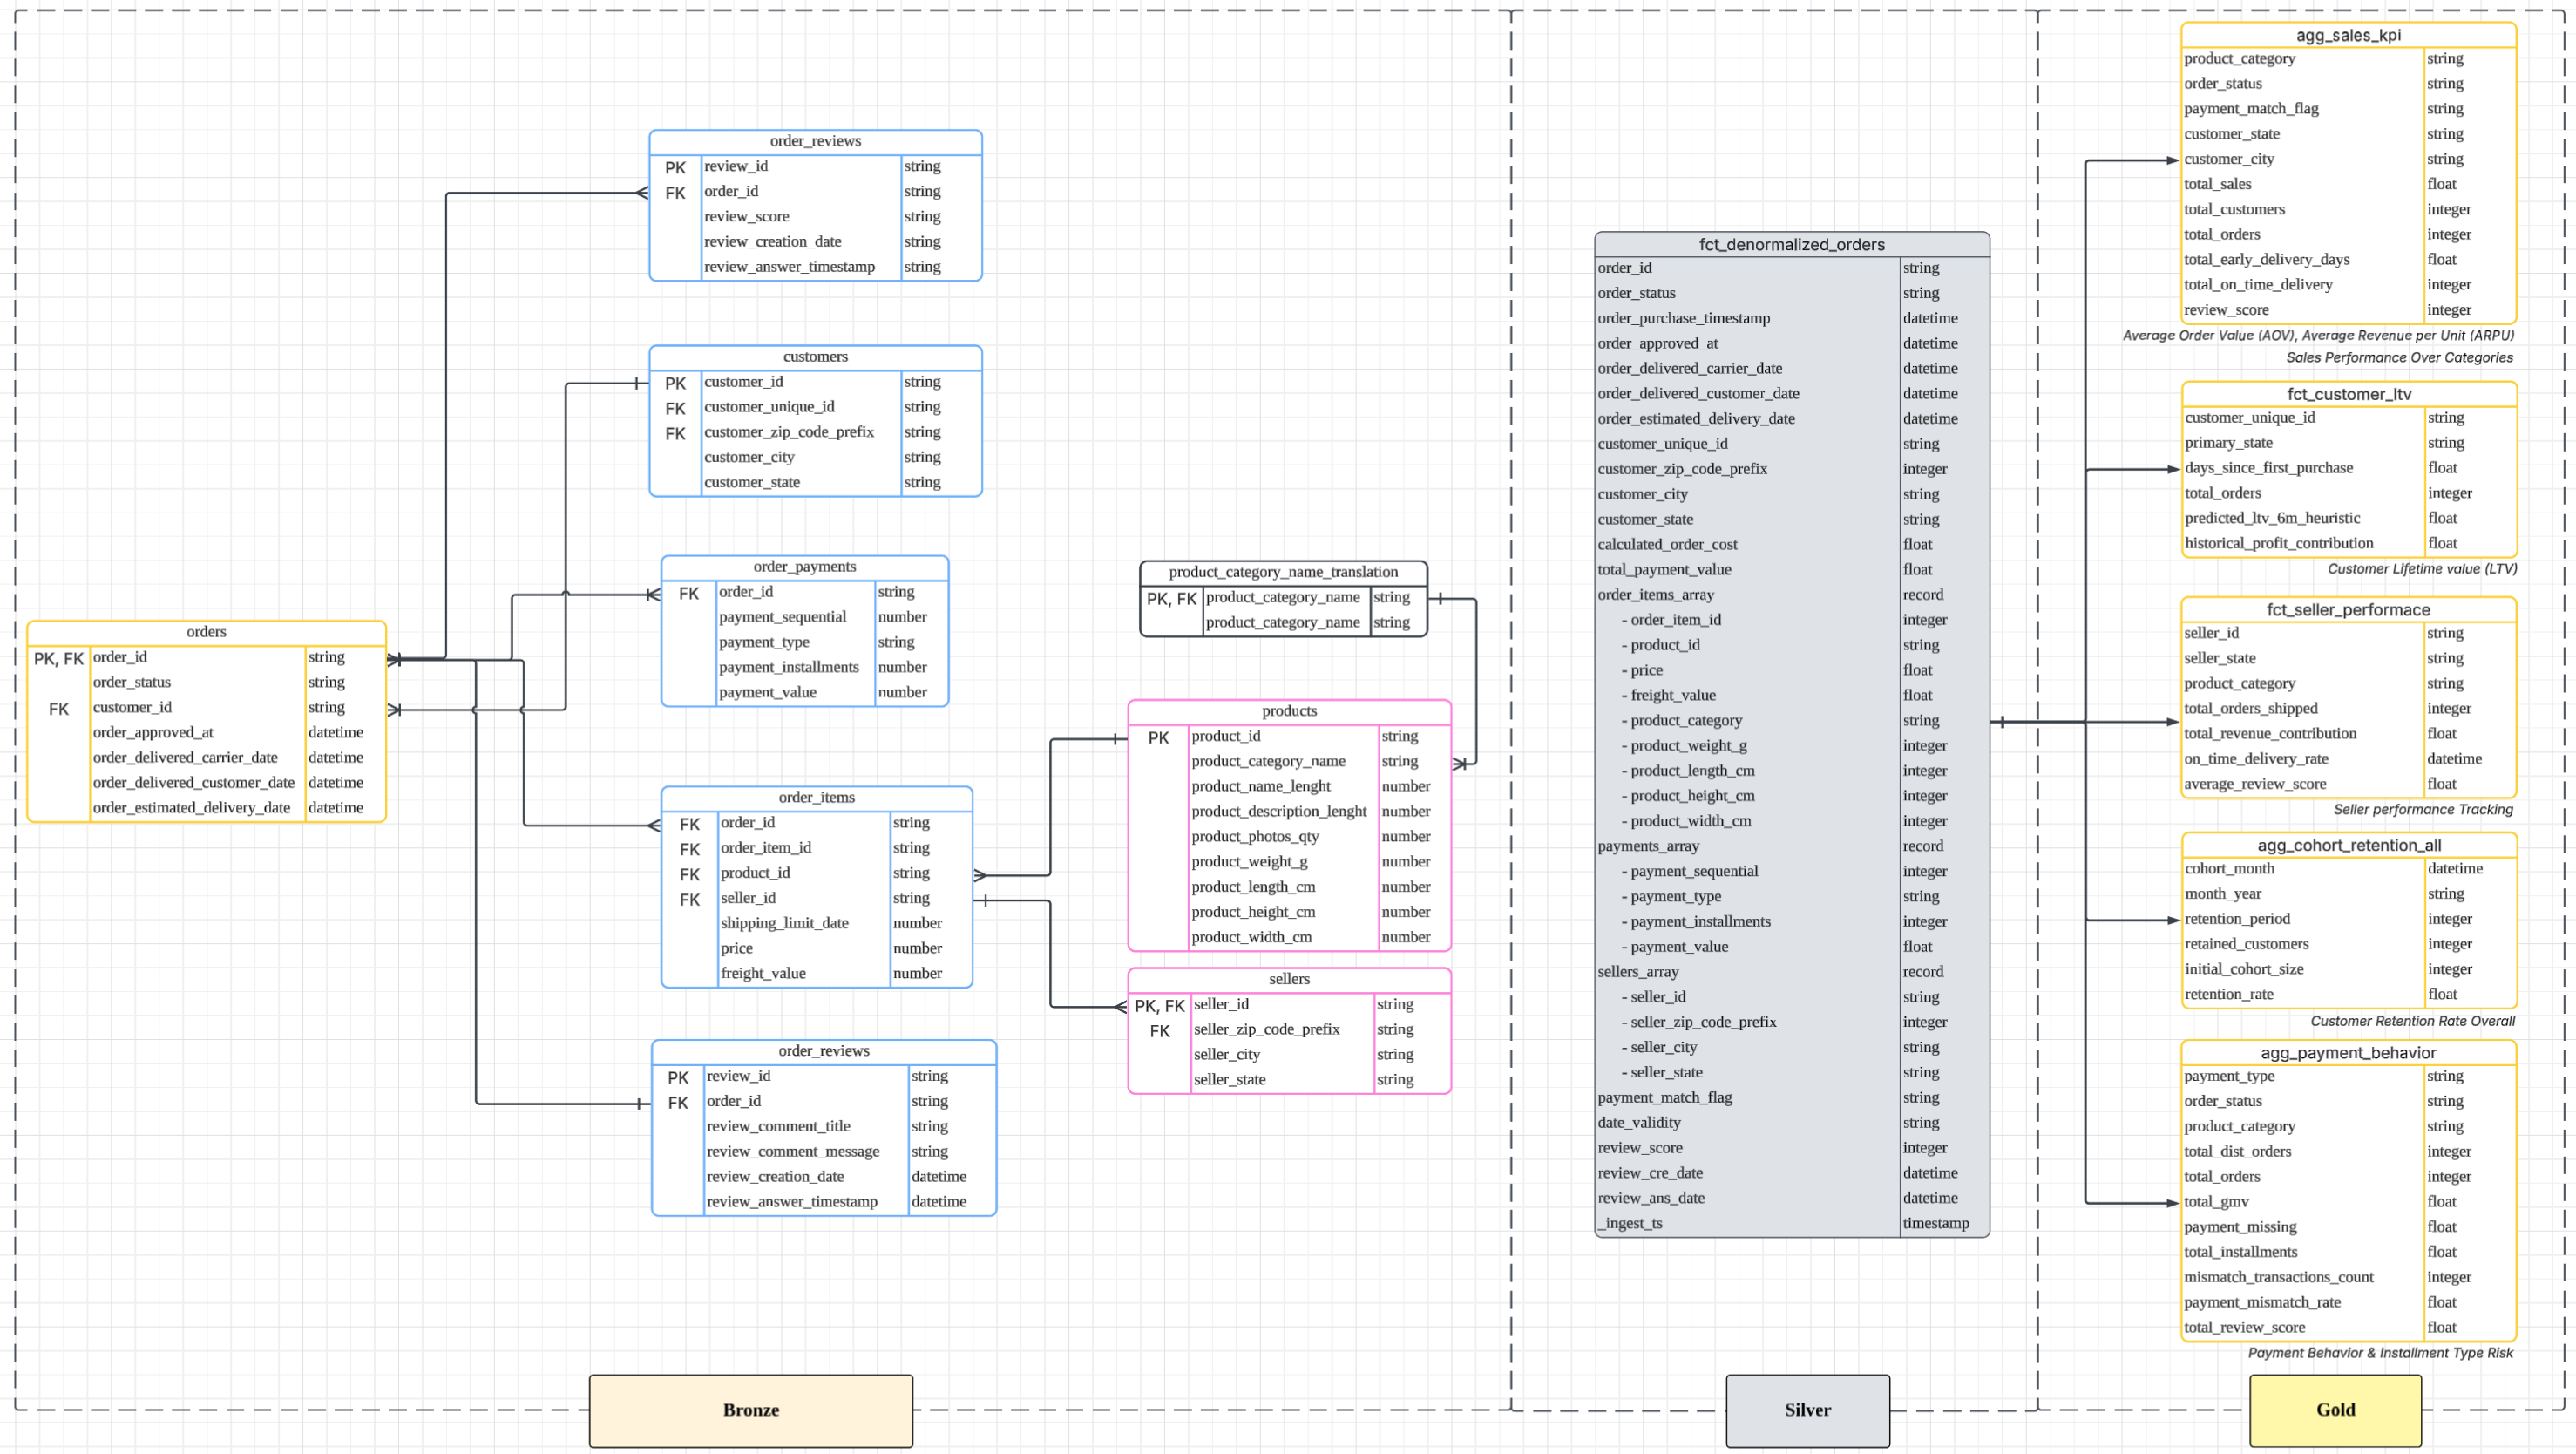 order_reviews
PK review_id string
FK order_id string
review_score string
review_creation_date string
review_answer_timestamp string
customers
PK customer_id string
FK customer_unique_id string
FK customer_zip_code_prefix string
customer_city string
customer_state string
order_payments
FK order_id string
payment_sequential number
payment_type string
payment_installments number
payment_value number
orders
PK, FK order_id string
order_status string
FK customer_id string
order_approved_at datetime
order_delivered_carrier_date datetime
order_delivered_customer_date datetime
order_estimated_delivery_date datetime
order_items
FK order_id string
FK order_item_id string
FK product_id string
FK seller_id string
shipping_limit_date number
price number
freight_value number
order_reviews
PK review_id string
FK order_id string
review_comment_title string
review_comment_message string
review_creation_date datetime
review_answer_timestamp datetime
product_category_name_translation
PK, FK product_category_name string
product_category_name string
products
PK product_id string
product_category_name string
product_name_lenght number
product_description_lenght number
product_photos_qty number
product_weight_g number
product_length_cm number
product_height_cm number
product_width_cm number
sellers
PK, FK seller_id string
FK seller_zip_code_prefix string
seller_city string
seller_state string
Bronze
fct_denormalized_orders
order_id string
order_status string
order_purchase_timestamp datetime
order_approved_at datetime
order_delivered_carrier_date datetime
order_delivered_customer_date datetime
order_estimated_delivery_date datetime
customer_unique_id string
customer_zip_code_prefix integer
customer_city string
customer_state string
calculated_order_cost float
total_payment_value float
order_items_array record
- order_item_id integer
- product_id string
- price float
- freight_value float
- product_category string
- product_weight_g integer
- product_length_cm integer
- product_height_cm integer
- product_width_cm integer
payments_array record
- payment_sequential integer
- payment_type string
- payment_installments integer
- payment_value float
sellers_array record
- seller_id string
- seller_zip_code_prefix integer
- seller_city string
- seller_state string
payment_match_flag string
date_validity string
review_score integer
review_cre_date datetime
review_ans_date datetime
_ingest_ts timestamp
Silver
agg_sales_kpi
product_category string
order_status string
payment_match_flag string
customer_state string
customer_city string
total_sales float
total_customers integer
total_orders integer
total_early_delivery_days float
total_on_time_delivery integer
review_score integer
Average Order Value (AOV), Average Revenue per Unit (ARPU)
Sales Performance Over Categories
fct_customer_ltv
customer_unique_id string
primary_state string
days_since_first_purchase float
total_orders integer
predicted_ltv_6m_heuristic float
historical_profit_contribution float
Customer Lifetime value (LTV)
fct_seller_performace
seller_id string
seller_state string
product_category string
total_orders_shipped integer
total_revenue_contribution float
on_time_delivery_rate datetime
average_review_score float
Seller performance Tracking
agg_cohort_retention_all
cohort_month datetime
month_year string
retention_period integer
retained_customers integer
initial_cohort_size integer
retention_rate float
Customer Retention Rate Overall
agg_payment_behavior
payment_type string
order_status string
product_category string
total_dist_orders integer
total_orders integer
total_gmv float
payment_missing float
total_installments float
mismatch_transactions_count integer
payment_mismatch_rate float
total_review_score float
Payment Behavior & Installment Type Risk
Gold